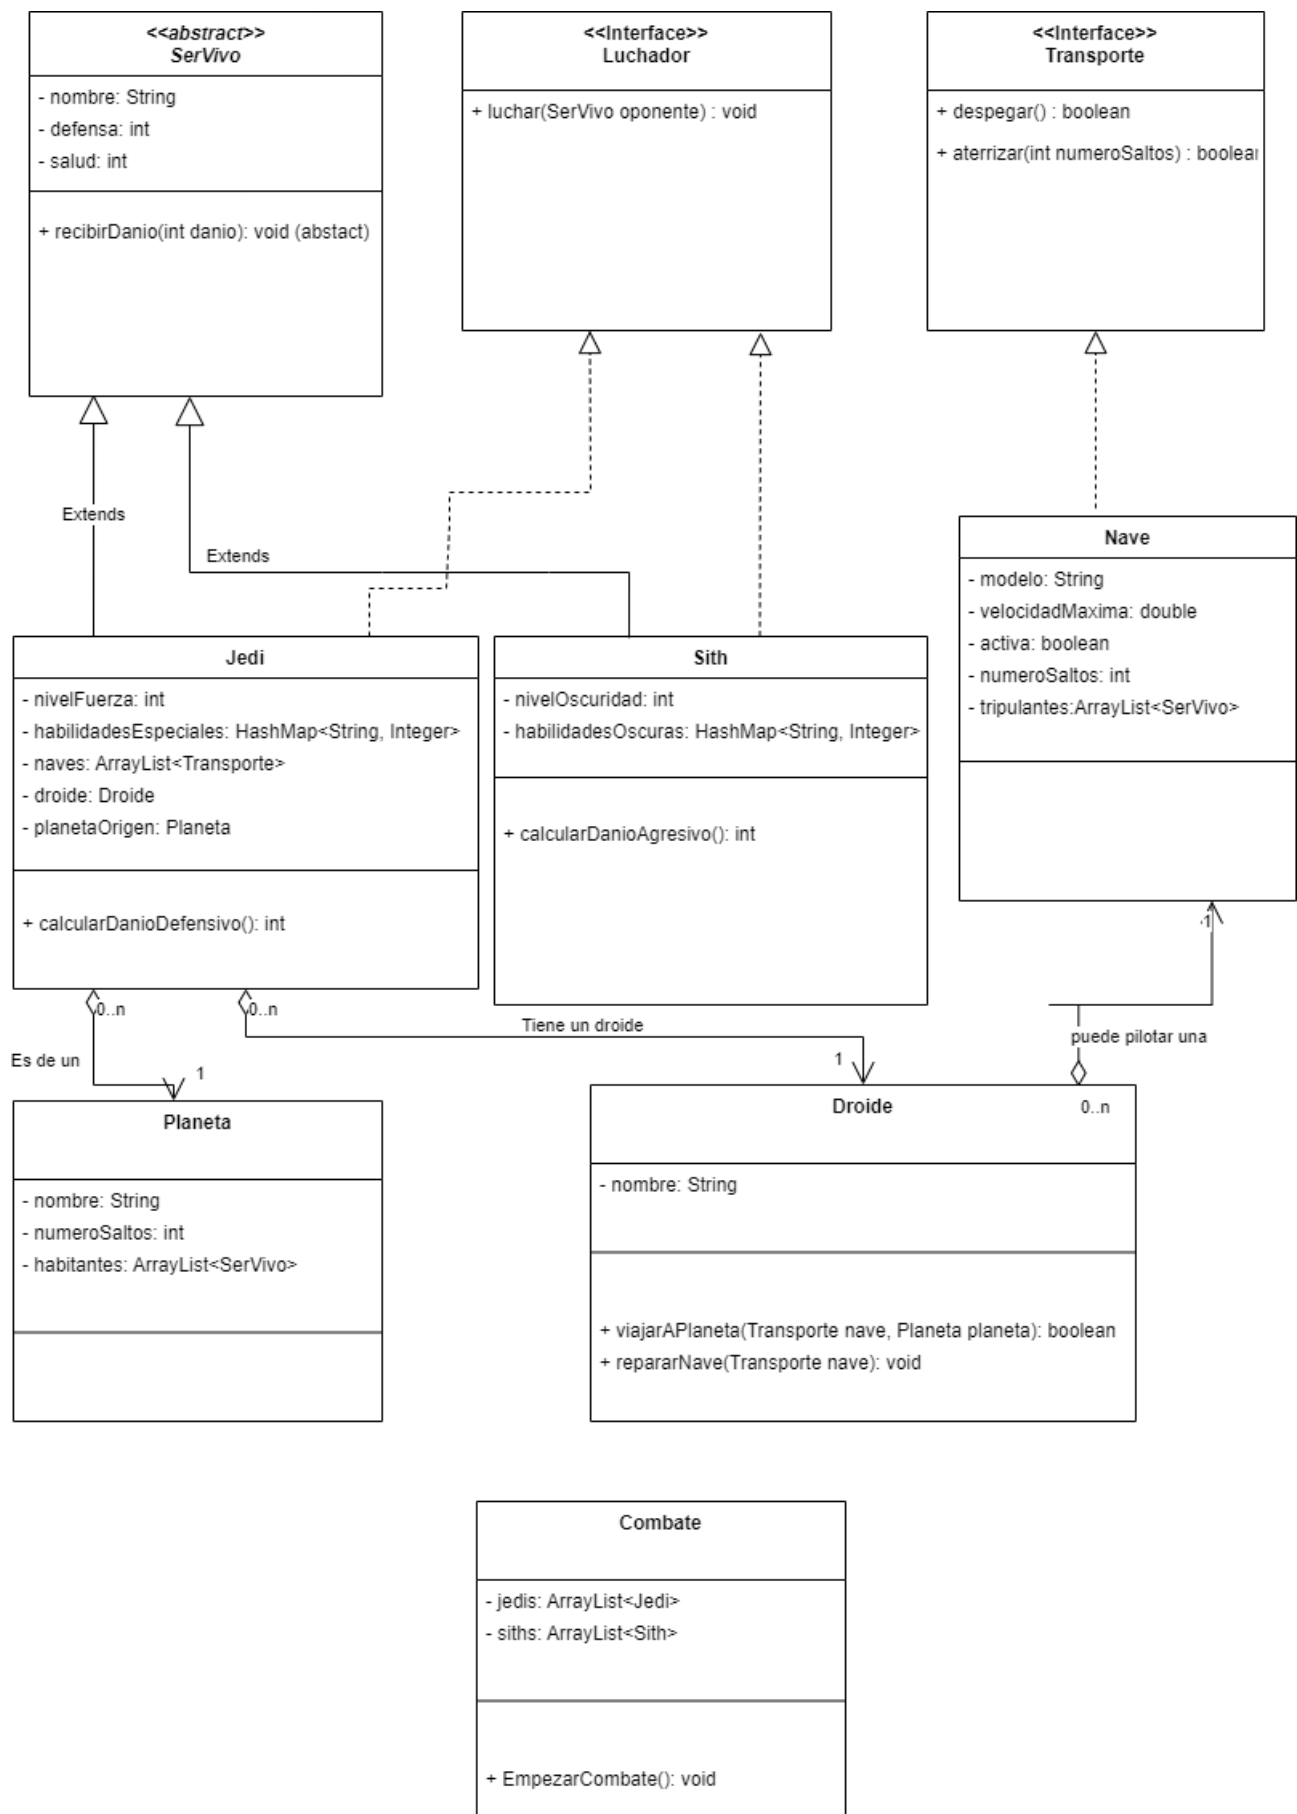 <<abstract>>
SerVivo
- nombre: String
- defensa: int
- salud: int
+ recibirDanio(int danio): void (abstact)
<<Interface>>
Luchador
+ luchar(SerVivo oponente) : void
<<Interface>>
Transporte
+ despegar() : boolean
+ aterrizar(int numeroSaltos) : boolea
Extends
Extends
Nave
- modelo: String
- velocidadMaxima: double
- activa: boolean
- numeroSaltos: int
- tripulantes:ArrayList<SerVivo>
Jedi
- nivelFuerza: int
- habilidadesEspeciales: HashMap<String, Integer>
- naves: ArrayList<Transporte>
- droide: Droide
- planetaOrigen: Planeta
+ calcularDanioDefensivo(): int
Sith
- nivelOscuridad: int
- habilidadesOscuras: HashMap<String, Integer>
+ calcularDanioAgresivo(): int
1
0..n
0..n
Tiene un droide
puede pilotar una
Es de un
1
1
0..n
Planeta
- nombre: String
- numeroSaltos: int
- habitantes: ArrayList<SerVivo>
Droide
- nombre: String
+ viajarAPlaneta(Transporte nave, Planeta planeta): boolean
+ repararNave(Transporte nave): void
Combate
- jedis: ArrayList<Jedi>
- siths: ArrayList<Sith>
+ EmpezarCombate(): void